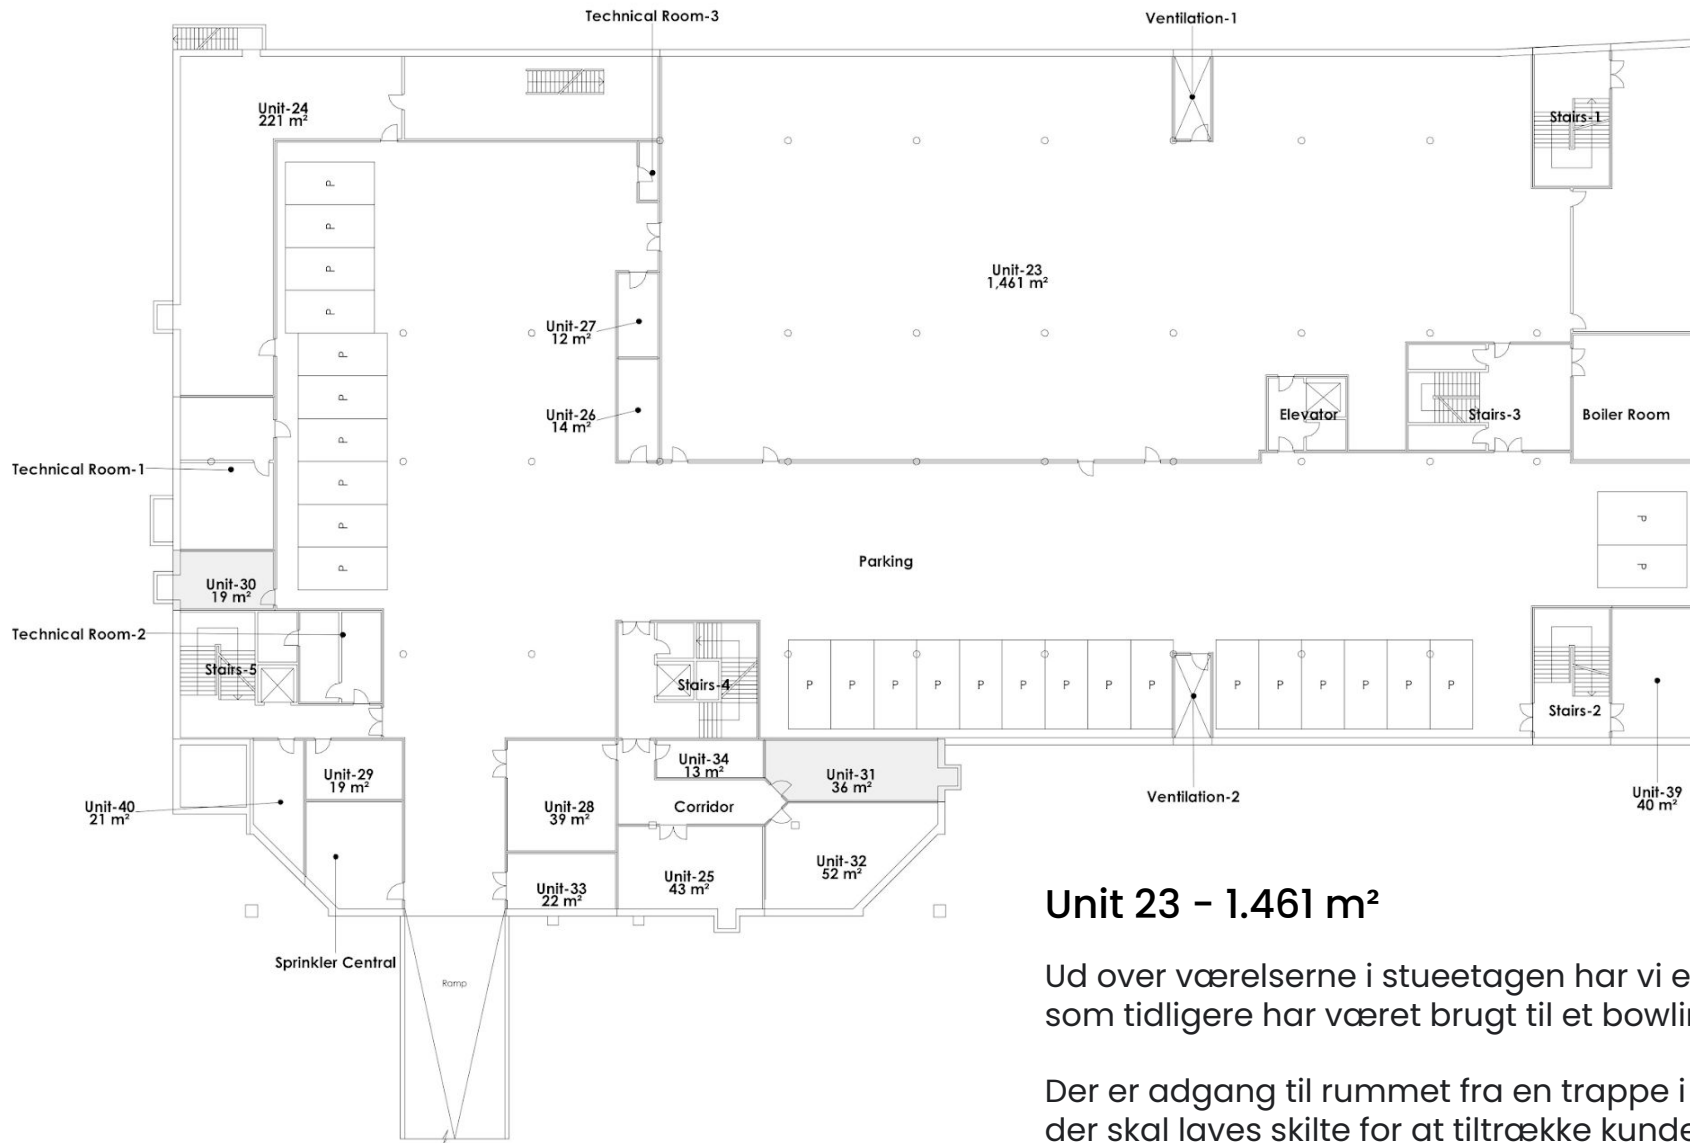 Technical Room-3
Ventilation-1
Unit-24
221 m²
Stairs-1
P
P
P
P
Unit-23
1,461 m²
Unit-27
12 m²
P
P
P
P
P
P
Unit-26
14 m²
Elevator
Stairs-3
Boiler Room
Technical Room-1
P
P
Parking
Unit-30
19 m²
Technical Room-2
Stairs-5
Stairs-4
P P P P P P P P P P P P P P P
Stairs-2
Unit-34
13 m²
Unit-31
36 m²
Unit-29
19 m²
Unit-40
21 m²
Unit-28
39 m²
Corridor
Ventilation-2
Unit-39
40 m²
Unit-32
52 m²
Unit-25
43 m²
Unit-33
22 m²
Sprinkler Central
Ramp
Unit 23 - 1.461 m²
Ud over værelserne i stueetagen har vi e
som tidligere har været brugt til et bowli
Der er adgang til rummet fra en trappe i
der skal laves skilte for at tiltrække kunde